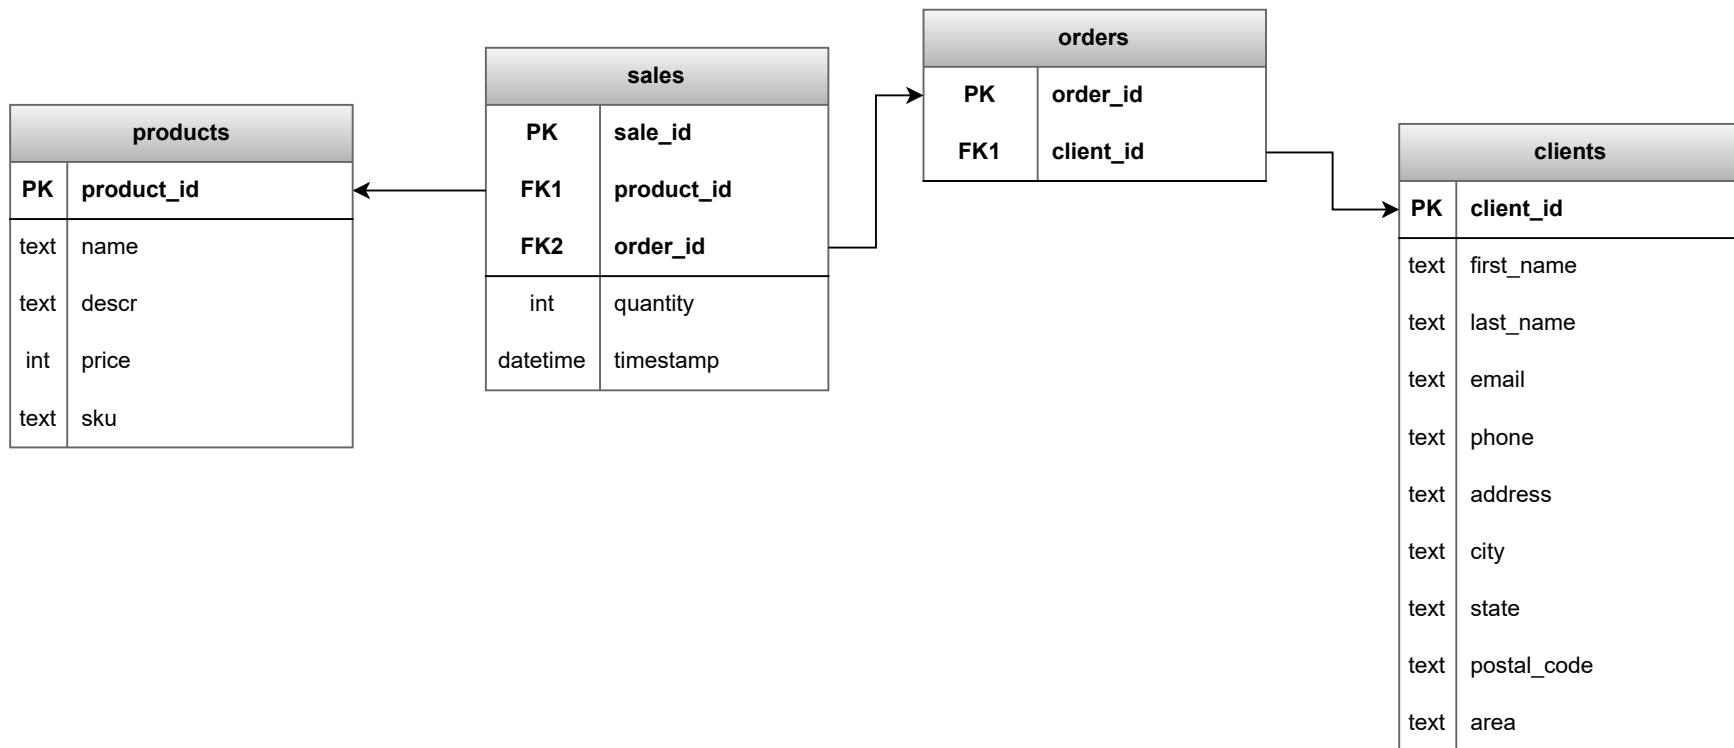 products
PK product_id
text name
text descr
int price
text sku
sales
PK sale_id
FK1 product_id
FK2 order_id
int quantity
datetime timestamp
orders
PK order_id
FK1 client_id
clients
PK client_id
text first_name
text last_name
text email
text phone
text address
text city
text state
text postal_code
text area